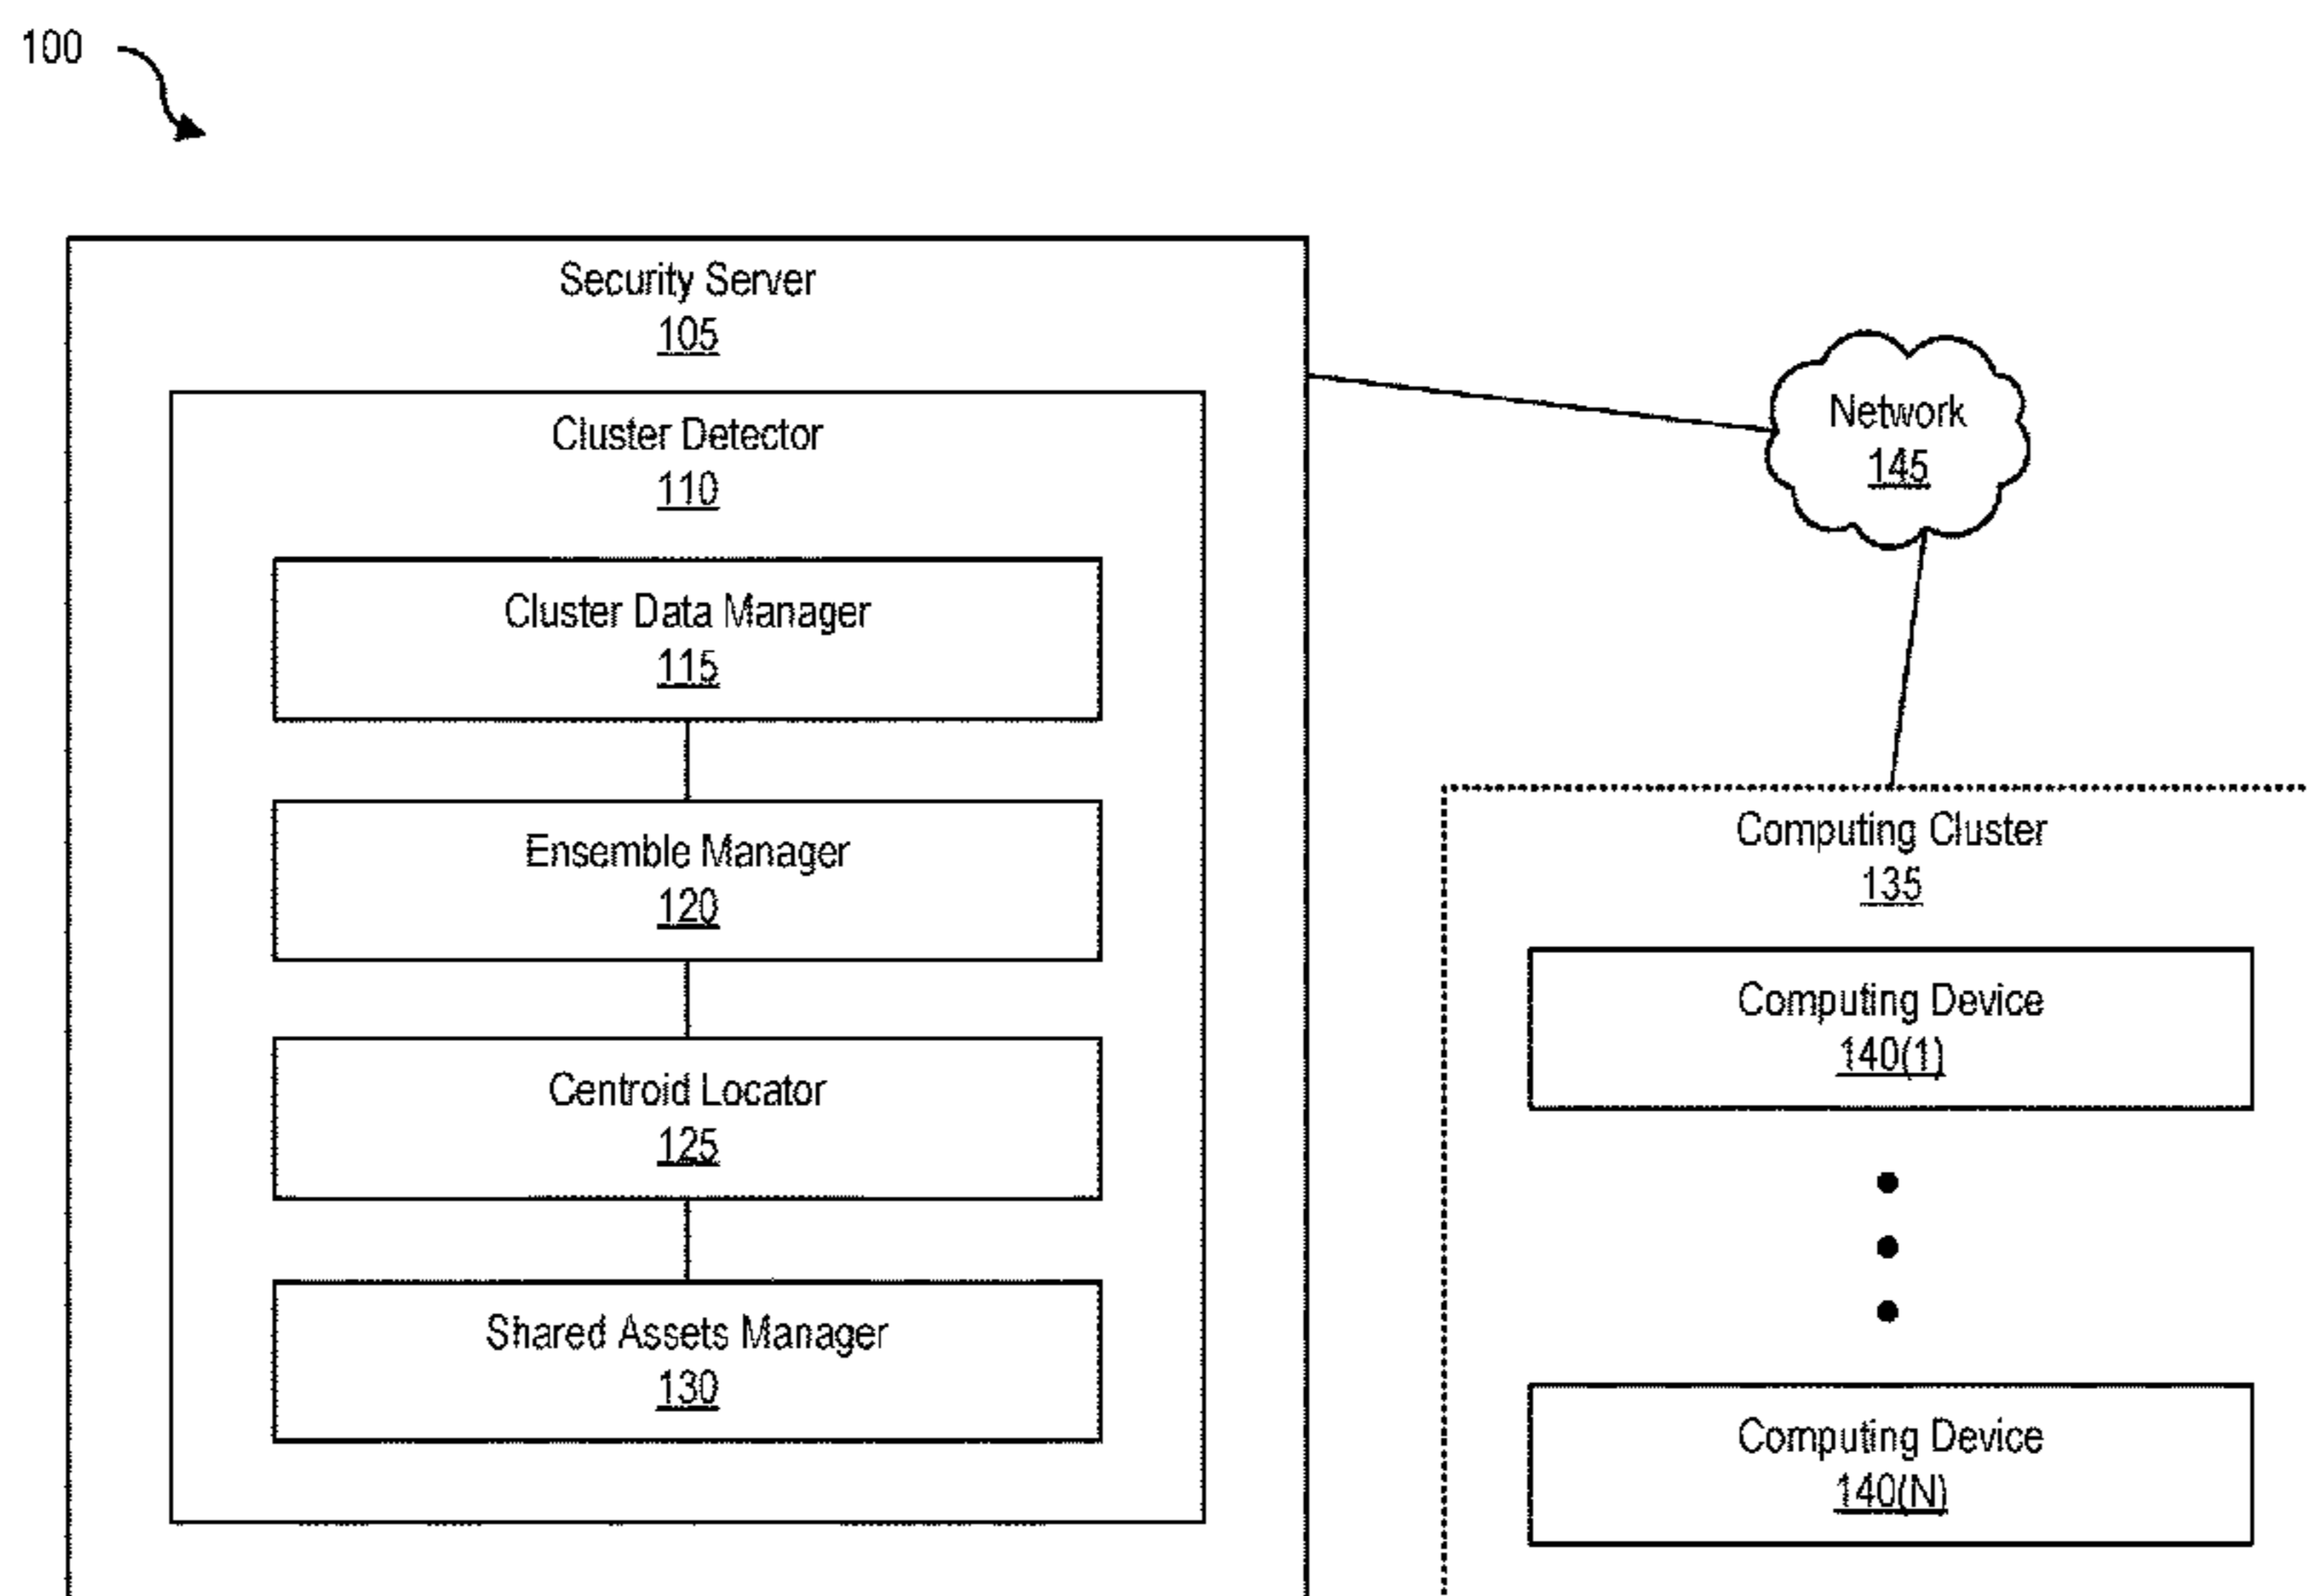 100
Security Server
105
Cluster Detector
110
Cluster Data Manager
115
Ensemble Manager
120
Centroid Locator
125
Shared Assets Manager
130
Network
145
Computing Cluster
135
Computing Device
140(1)
Computing Device
140(N)